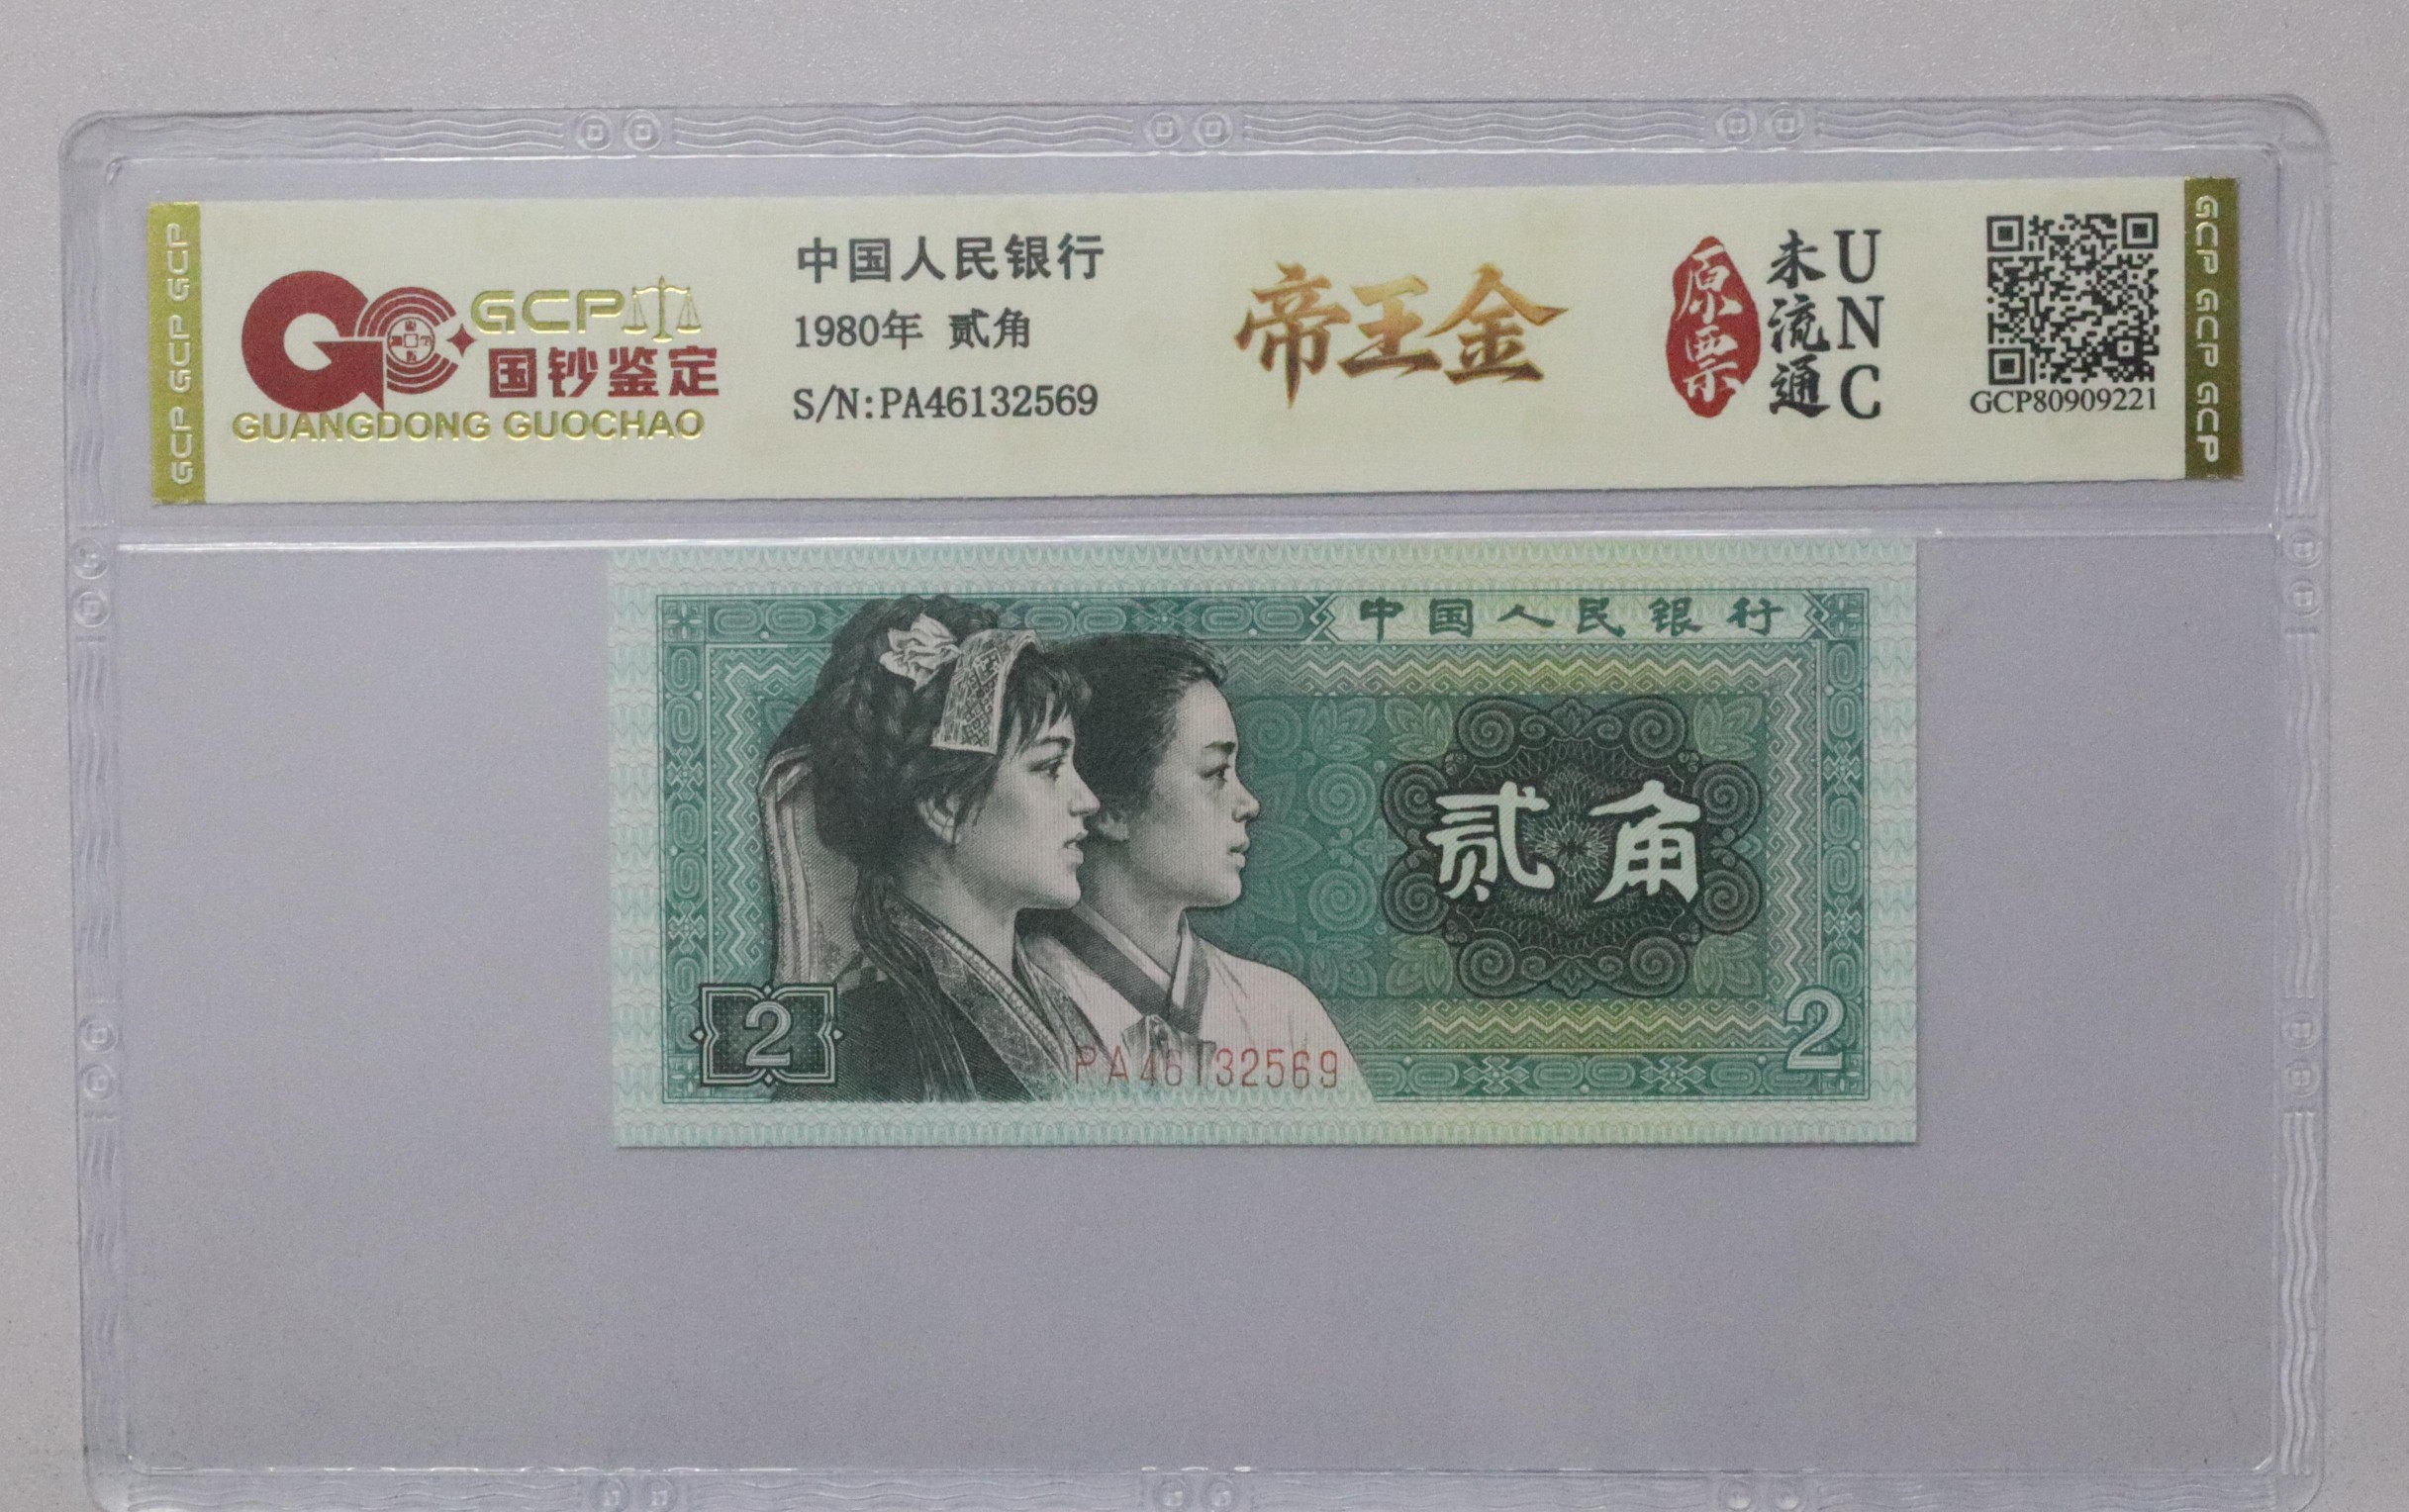 GCP GCP GCP
GCP
国钞鉴定
GUANGDONG GUOCHAO
中国人民银行
1980年 贰角
S/N:PA46132569
帝王金
原票
未流通
UNC
GCP80909221
GCP GCP GCP GCP
中国人民银行
贰角
2
PA46132569
2